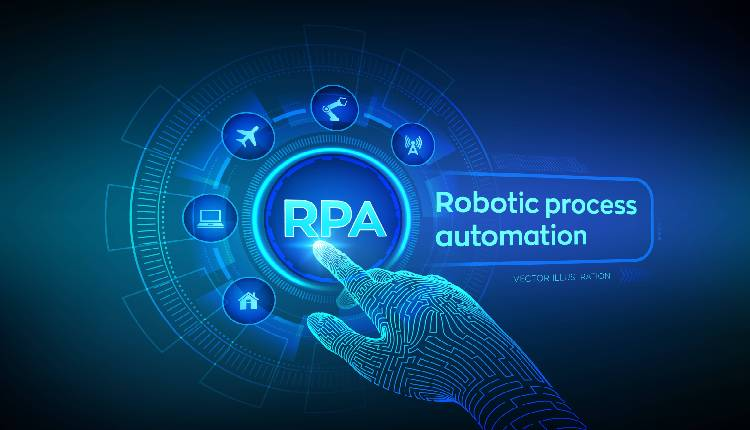 RPA
Robotic process
automation
VECTOR ILLUSTRATION